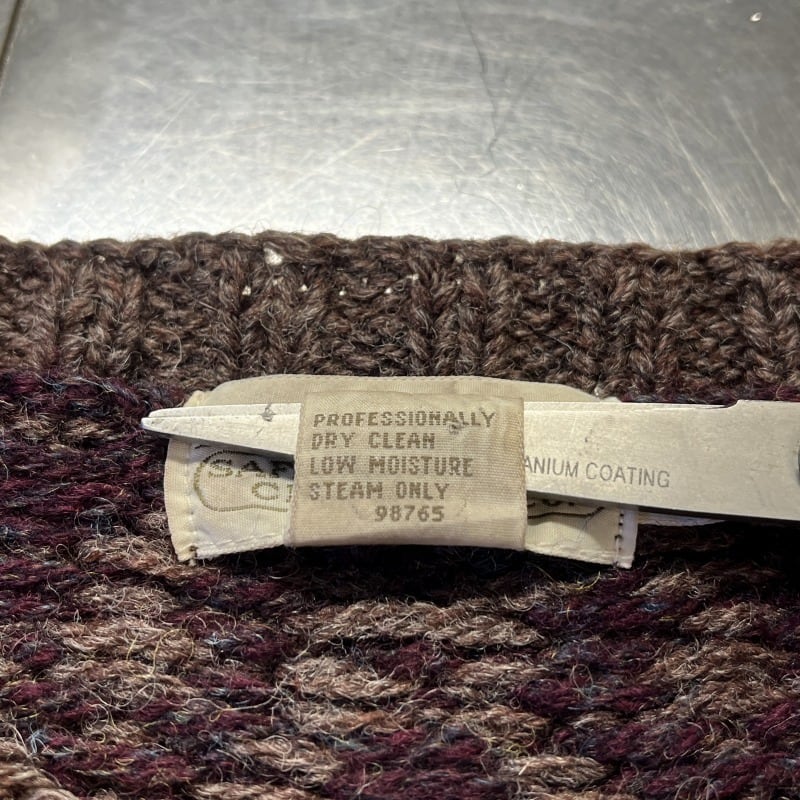 PROFESSIONALLY
DRY CLEAN
LOW MOISTURE
STEAM ONLY
98765
ANIUM COATING